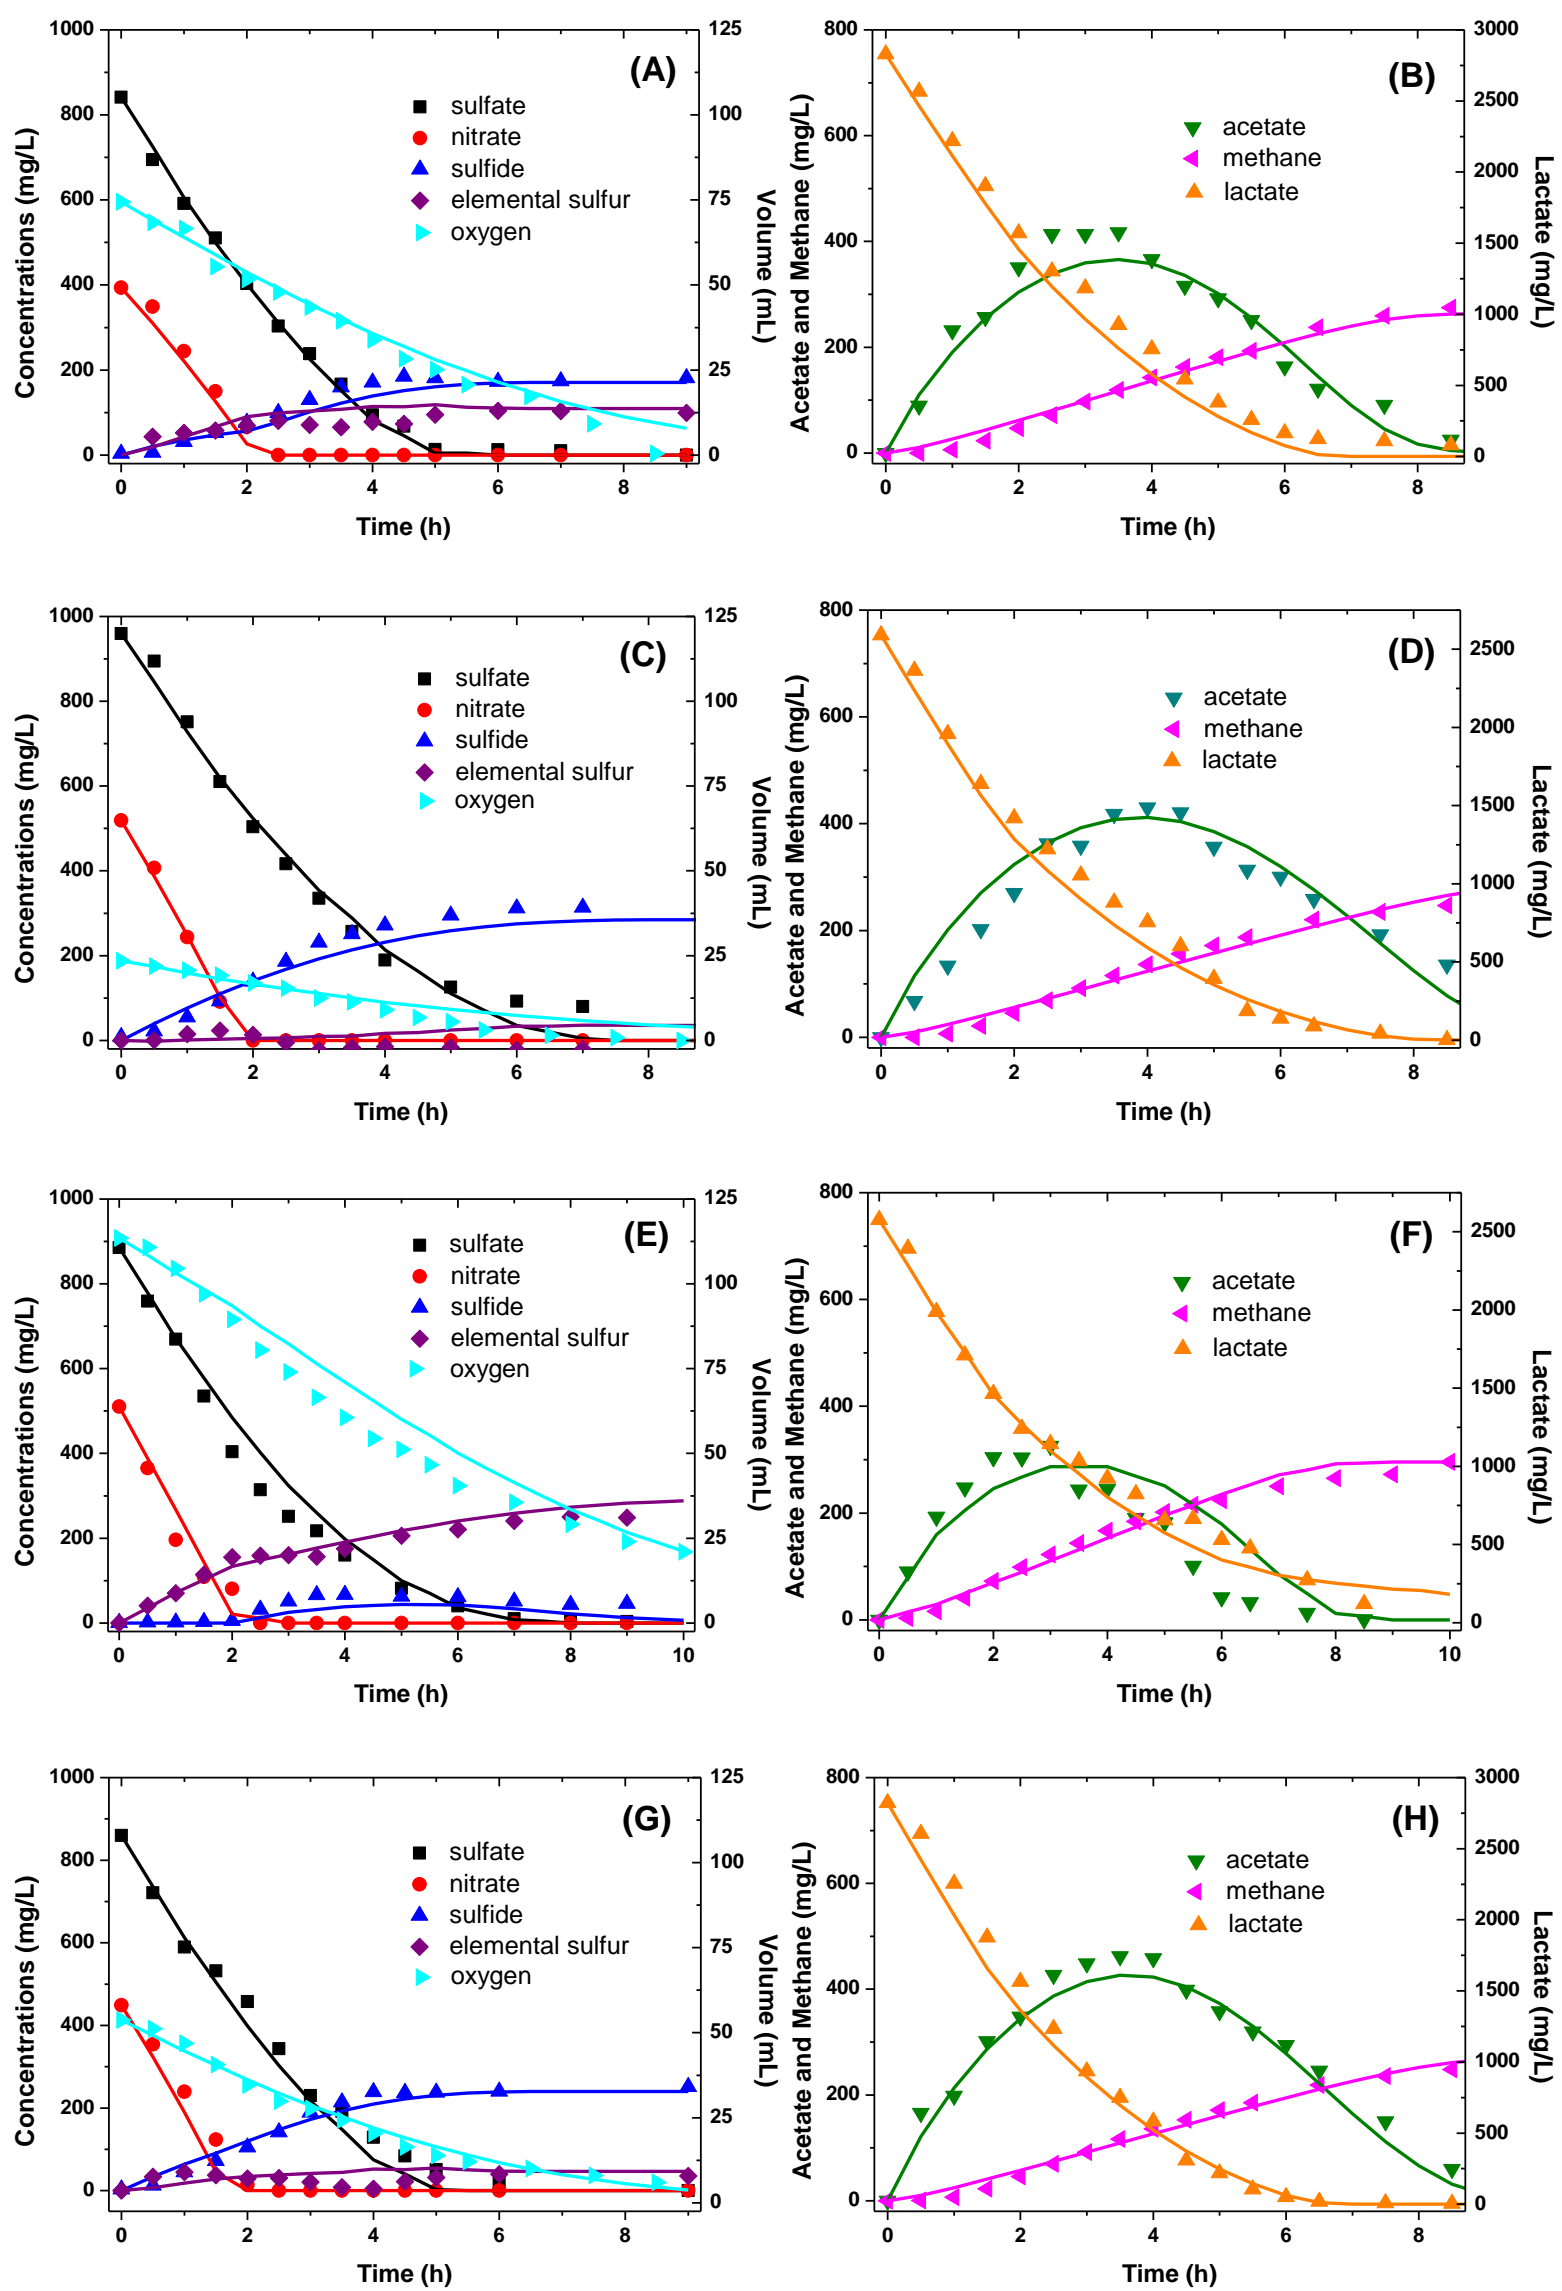 (A)
1000
800
600
400
200
0
125
100
75
50
25
0
0 2 4 6 8
Concentrations (mg/L)
Volume (mL)
Time (h)
sulfate
nitrate
sulfide
elemental sulfur
oxygen
(B)
800
600
400
200
0
3000
2500
2000
1500
1000
500
0
0 2 4 6 8
Acetate and Methane (mg/L)
Lactate (mg/L)
Time (h)
acetate
methane
lactate
(C)
1000
800
600
400
200
0
125
100
75
50
25
0
0 2 4 6 8
Concentrations (mg/L)
Volume (mL)
Time (h)
sulfate
nitrate
sulfide
elemental sulfur
oxygen
(D)
800
600
400
200
0
2500
2000
1500
1000
500
0
0 2 4 6 8
Acetate and Methane (mg/L)
Lactate (mg/L)
Time (h)
acetate
methane
lactate
(E)
1000
800
600
400
200
0
125
100
75
50
25
0
0 2 4 6 8 10
Concentrations (mg/L)
Volume (mL)
Time (h)
sulfate
nitrate
sulfide
elemental sulfur
oxygen
(F)
800
600
400
200
0
2500
2000
1500
1000
500
0
0 2 4 6 8 10
Acetate and Methane (mg/L)
Lactate (mg/L)
Time (h)
acetate
methane
lactate
(G)
1000
800
600
400
200
0
125
100
75
50
25
0
0 2 4 6 8
Concentrations (mg/L)
Volume (mL)
Time (h)
sulfate
nitrate
sulfide
elemental sulfur
oxygen
(H)
800
600
400
200
0
3000
2500
2000
1500
1000
500
0
0 2 4 6 8
Acetate and Methane (mg/L)
Lactate (mg/L)
Time (h)
acetate
methane
lactate